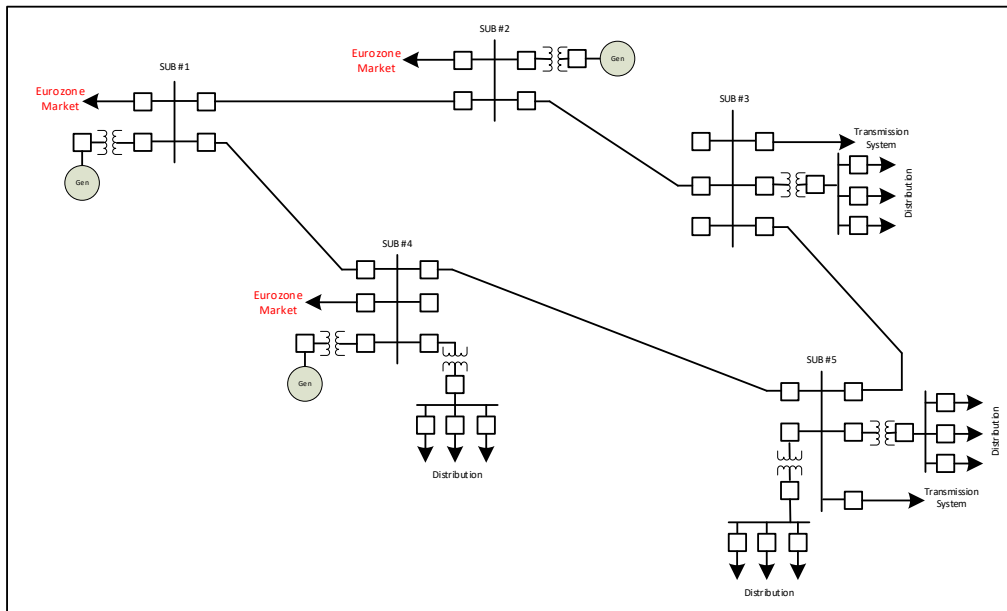 SUB #2
Eurozone
Market
Gen
SUB #1
Eurozone
Market
Gen
SUB #3
Transmission
System
Distribution
SUB #4
Eurozone
Market
Gen
Distribution
SUB #5
Distribution
Transmission
System
Distribution